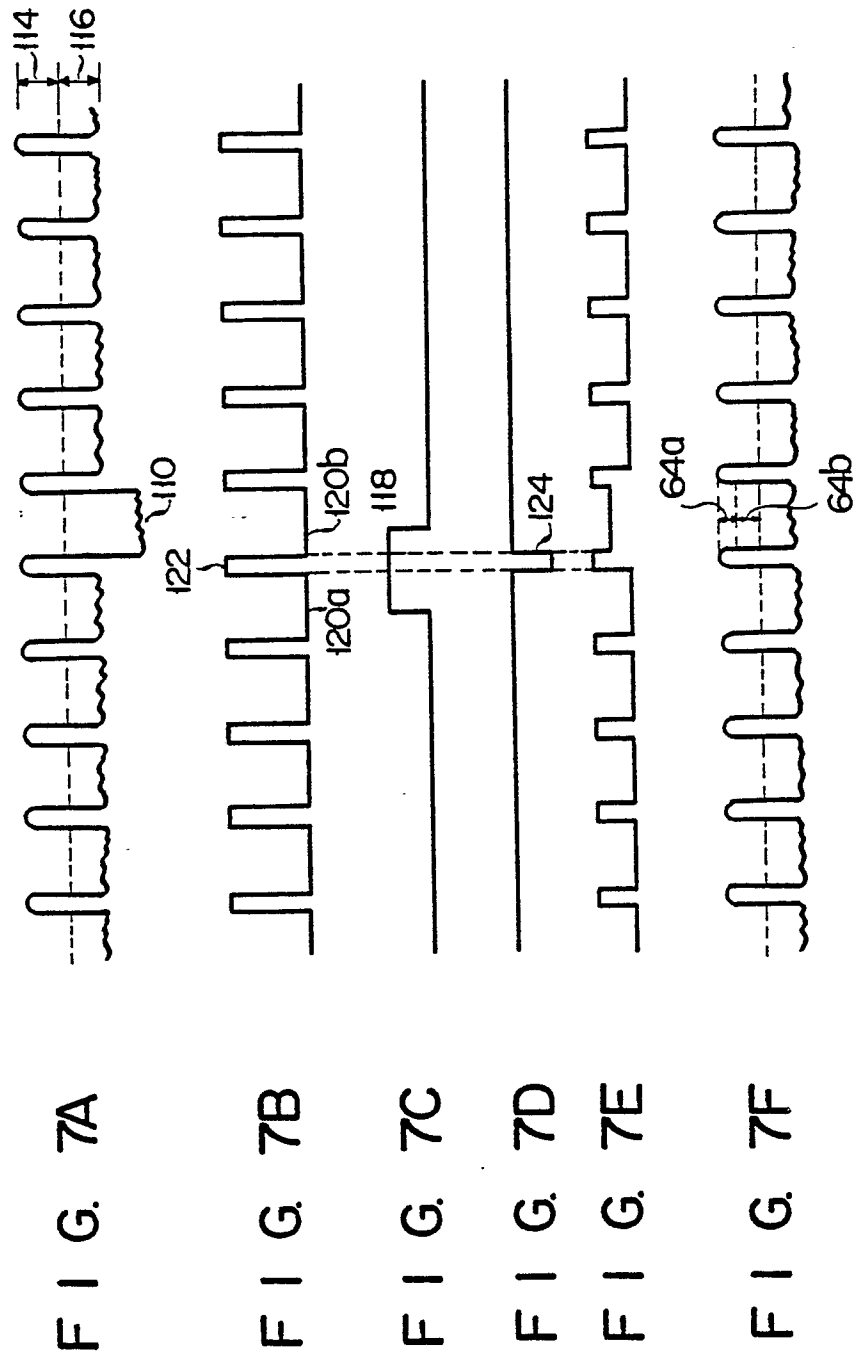 FIG. 7A
114
116
110
FIG. 7B
122
120a
120b
FIG. 7C
118
FIG. 7D
124
FIG. 7E
FIG. 7F
64a
64b